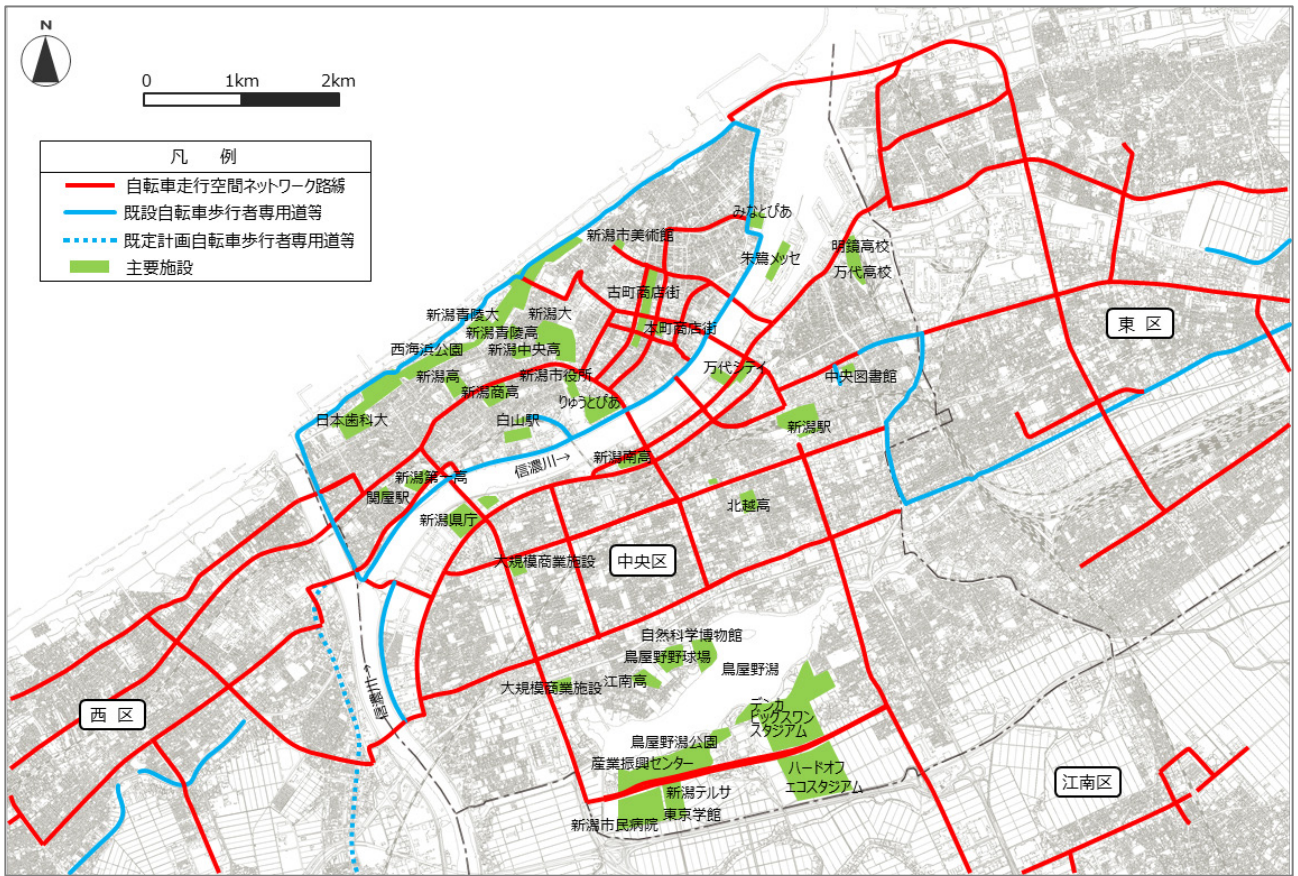 N
0 1km 2km
凡 例
自転車走行空間ネットワーク路線
既設自転車歩行者専用道等
既定計画自転車歩行者専用道等
主要施設
みなとぴあ
新潟市美術館
朱鷺メッセ
明鏡高校
万代高校
古町商店街
新潟青陵大
新潟大
本町商店街
新潟青陵高
東 区
西海浜公園
新潟中央高
新潟高
新潟市役所
万代シテイ
中央図書館
新潟商高
りゅうとぴあ
日本歯科大
白山駅
新潟駅
信濃川→
新潟南高
新潟第一高
関屋駅
北越高
新潟県庁
大規模商業施設
中央区
自然科学博物館
鳥屋野野球場
鳥屋野潟
大規模商業施設
江南高
信濃川→
西 区
デンカ
ビックスワン
スタジアム
鳥屋野潟公園
産業振興センター
ハードオフ
エコスタジアム
江南区
新潟テルサ
東京学館
新潟市民病院